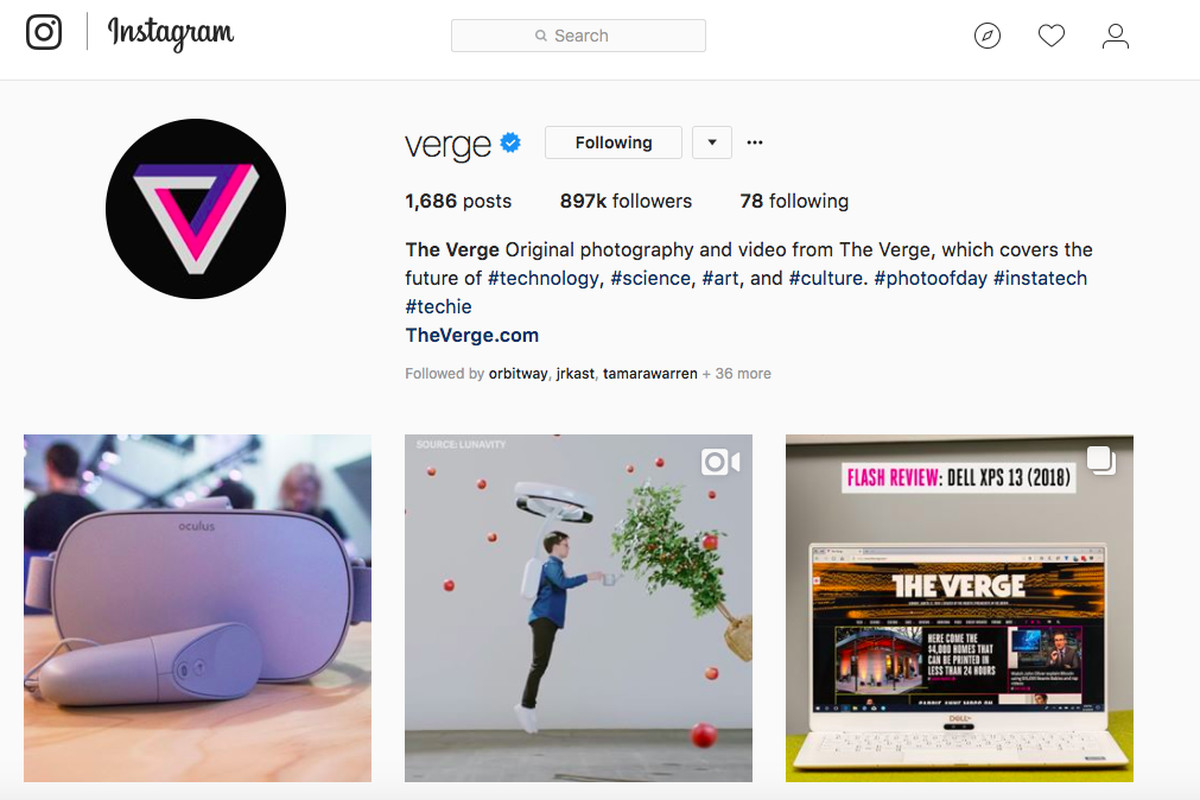 Instagram
Search
verge
Following
1,686 posts 897k followers 78 following
The Verge Original photography and video from The Verge, which covers the
future of #technology, #science, #art, and #culture. #photoofday #instatech
#techie
TheVerge.com
Followed by orbitway, jrkast, tamarawarren + 36 more
oculus
SOURCE: LUNAVITY
FLASH REVIEW: DELL XPS 13 (2018)
THE VERGE
HERE COME THE
$4,000 HOMES THAT
CAN BE PRINTED IN
LESS THAN 24 HOURS
DELL